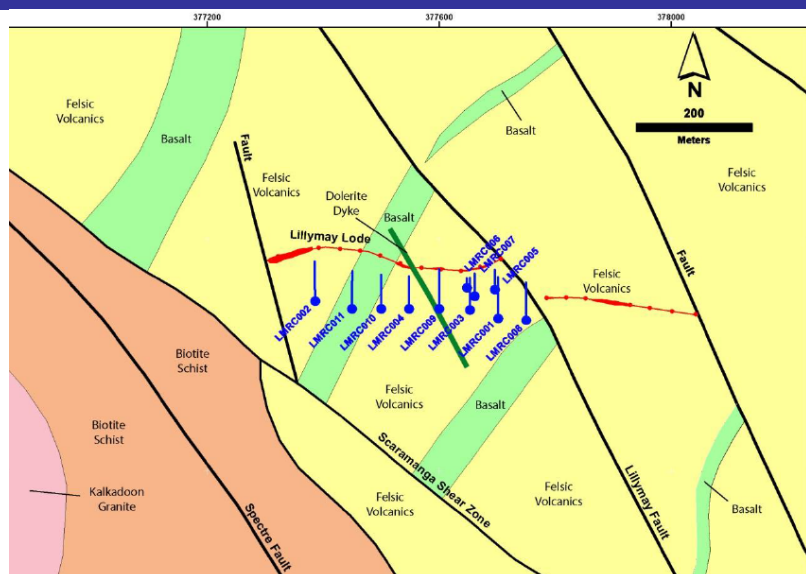 377200
377600
378000
N
200
Meters
Felsic
Volcanics
Basalt
Fault
Felsic
Volcanics
Dolerite
Dyke
Basalt
Basalt
Felsic
Volcanics
Lillymay Lode
LMRC006
LMRC007
LMRC005
Fault
Felsic
Volcanics
LMRC002
LMRC011
LMRC010
LMRC004
LMRC009
LMRC003
LMRC001
LMRC008
Biotite
Schist
Biotite
Schist
Felsic
Volcanics
Basalt
Kalkadoon
Granite
Spectre Fault
Scaramanga Shear Zone
Felsic
Volcanics
Felsic
Volcanics
Lillymay Fault
Felsic
Volcanics
Basalt